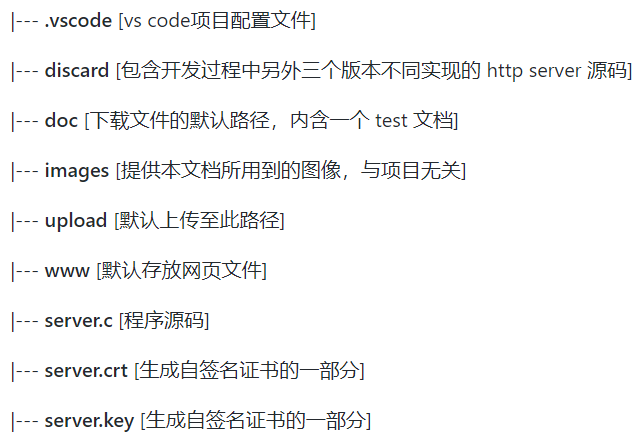 |--- .vscode [vs code项目配置文件]
|--- discard [包含开发过程中另外三个版本不同实现的 http server 源码]
|--- doc [下载文件的默认路径，内含一个 test 文档]
|--- images [提供本文档所用到的图像，与项目无关]
|--- upload [默认上传至此路径]
|--- www [默认存放网页文件]
|--- server.c [程序源码]
|--- server.crt [生成自签名证书的一部分]
|--- server.key [生成自签名证书的一部分]